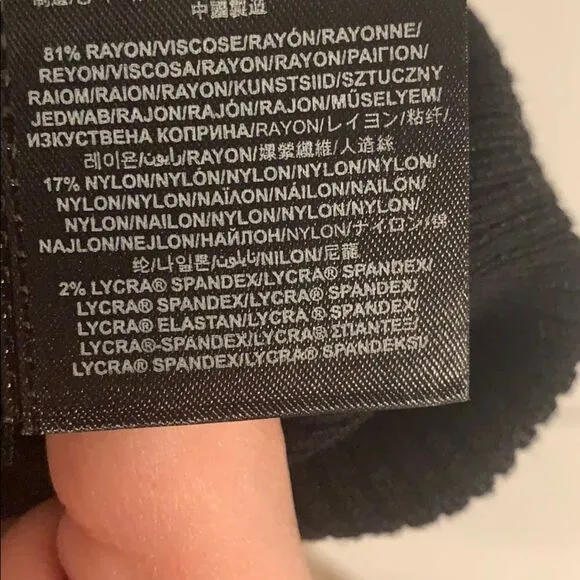 中國製造
81% RAYON/VISCOSE/RAYÓN/RAYONNE/
REYON/VISCOSA/RAYON/RAYON/ΡΑΙΓΙΟΝ/
RAIOM/RAION/RAYON/KUNSTSIID/SZTUCZNY
JEDWAB/RAJON/RAJÓN/RAJON/MŰSELYEM/
ИЗКУСТВЕНА КОПРИНА/RAYON/レイヨン/粘纤/
레이온/رايون/RAYON/嫘縈纖維/人造絲
17% NYLON/NYLÓN/NYLON/NYLON/NYLON/
NYLON/NYLON/ΝΑΪΛΟΝ/NÁILON/NAILON/
NYLON/NAILON/NYLON/NYLON/NYLON/
NAJLON/NEJLON/НАЙЛОН/NYLON/ナイロン/锦
纶/나일론/نايلون/NILON/尼龍
2% LYCRA® SPANDEX/LYCRA® SPANDEX/
LYCRA® SPANDEX/LYCRA® SPANDEX/
LYCRA® ELASTAN/LYCRA® SPANDEX/
LYCRA®-SPANDEX/LYCRA® ΣΠΑΝΤΕΞ/
LYCRA® SPANDEX/LYCRA® SPANDEKSI/